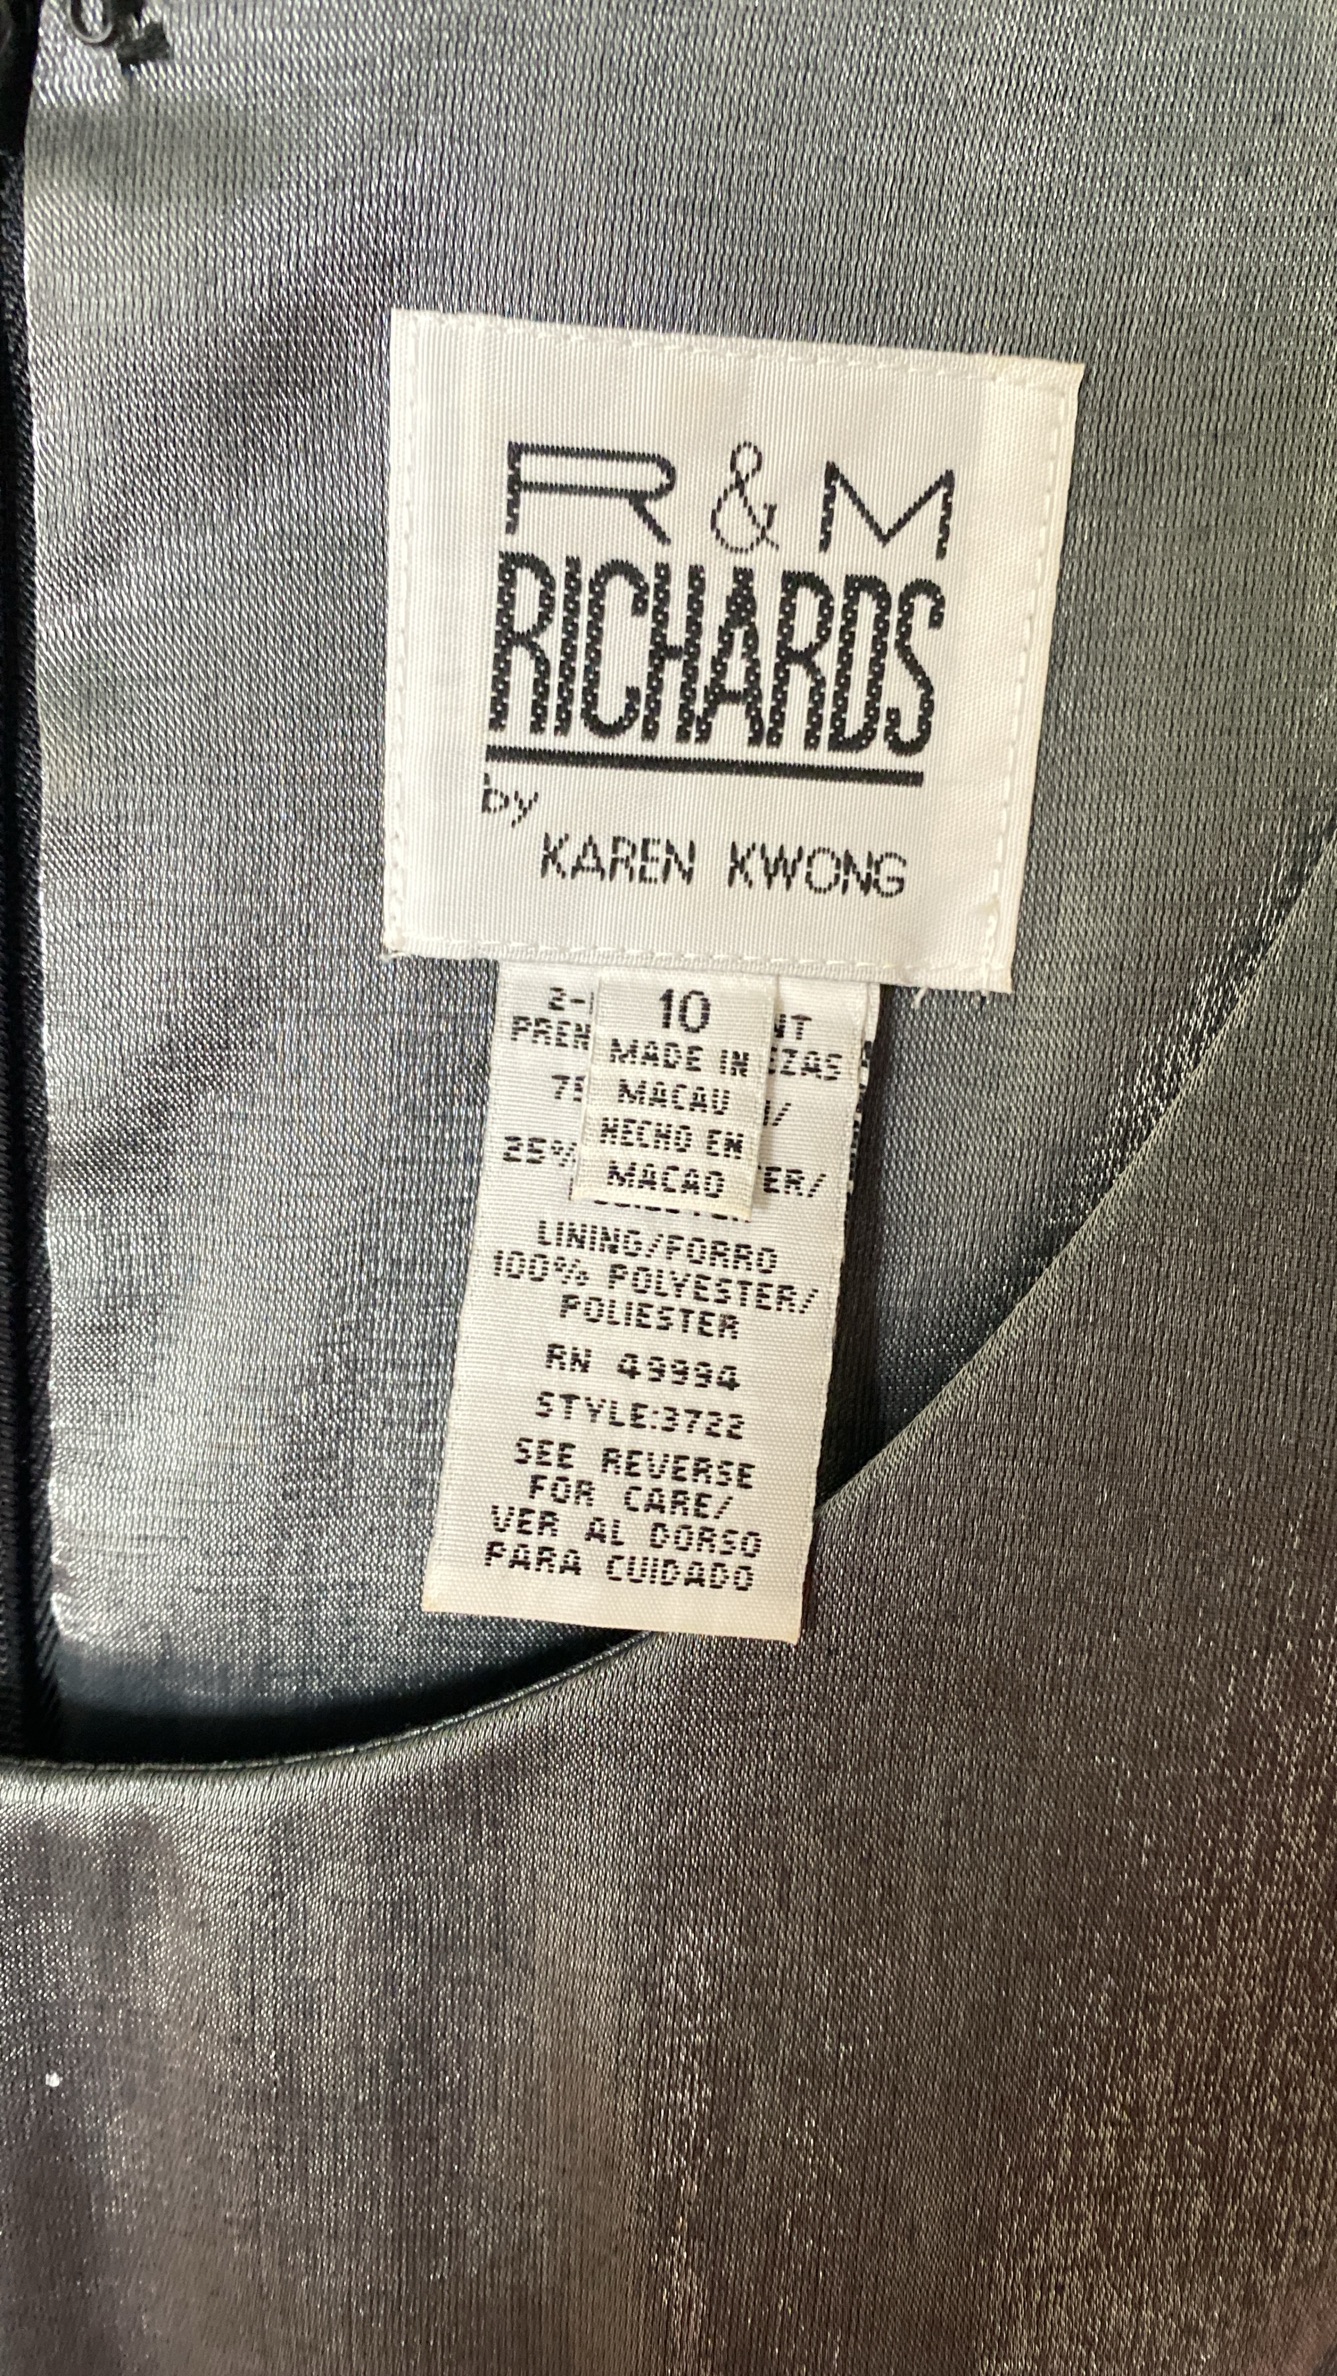 R & M
RICHARDS
by
KAREN KWONG
10
MADE IN
MACAU
HECHO EN
MACAO
25%
LINING/FORRO
100% POLYESTER/
POLIESTER
RN 49994
STYLE:3722
SEE REVERSE
FOR CARE/
VER AL DORSO
PARA CUIDADO